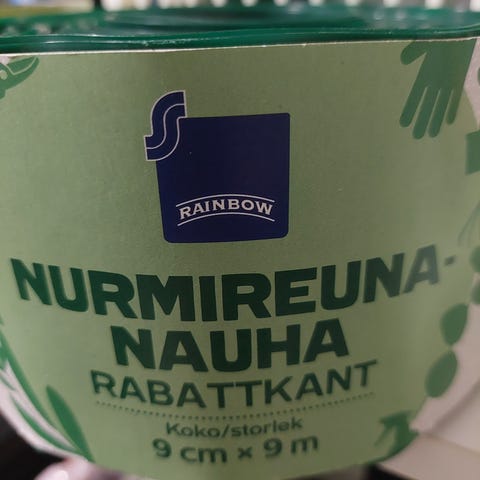 RAINBOW
NURMIREUNA-
NAUHA
RABATTKANT
Koko/storlek
9 cm × 9 m